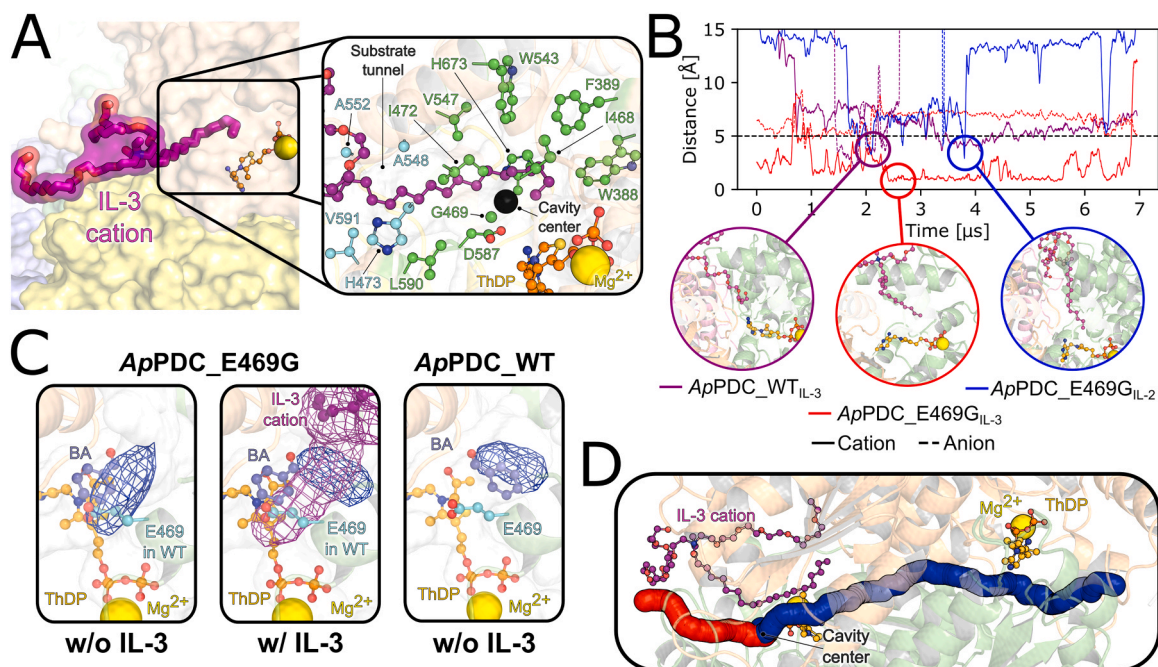 A
IL-3
cation
Substrate
tunnel
H673
W543
F389
A552
V547
I472
I468
A548
W388
V591
G469
Cavity
center
H473
D587
L590
ThDP
Mg2+
B
Distance [Å]
15
10
5
0
0
1
2
3
4
5
6
7
Time [µs]
ApPDC_WTIL-3
ApPDC_E469GIL-2
ApPDC_E469GIL-3
Cation
Anion
C
ApPDC_E469G
ApPDC_WT
BA
E469
in WT
ThDP
Mg2+
w/o IL-3
IL-3
cation
BA
E469
in WT
ThDP
Mg2+
w/ IL-3
BA
E469
ThDP
Mg2+
w/o IL-3
D
IL-3 cation
Mg2+
ThDP
Cavity
center